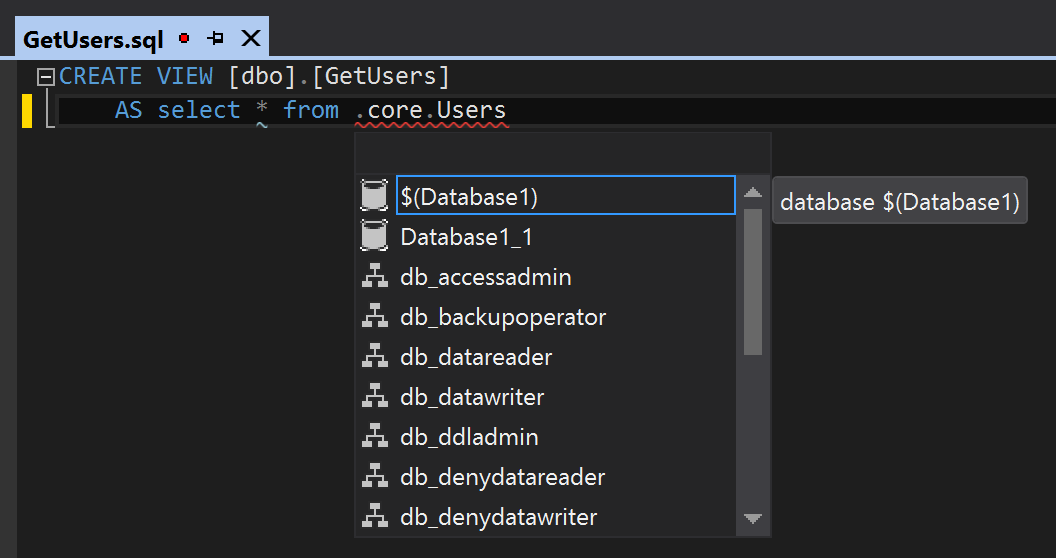 GetUsers.sql
CREATE VIEW [dbo].[GetUsers]
AS select * from .core.Users
$(Database1)
database $(Database1)
Database1_1
db_accessadmin
db_backupoperator
db_datareader
db_datawriter
db_ddladmin
db_denydatareader
db_denydatawriter